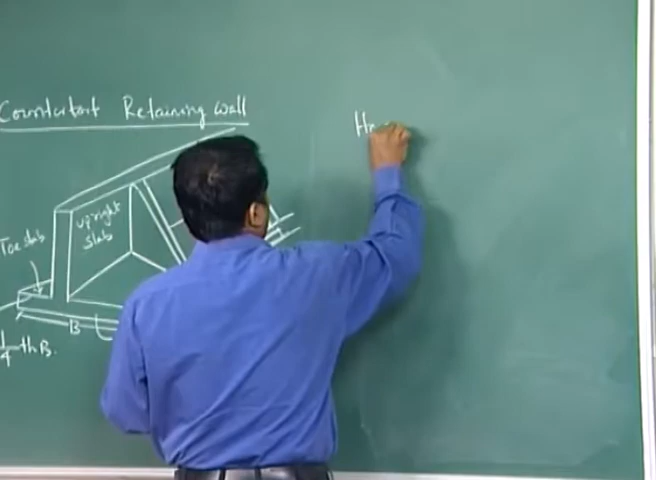 Counterfort Retaining wall
upright
slab
Toe slab
B
1/4 th B.